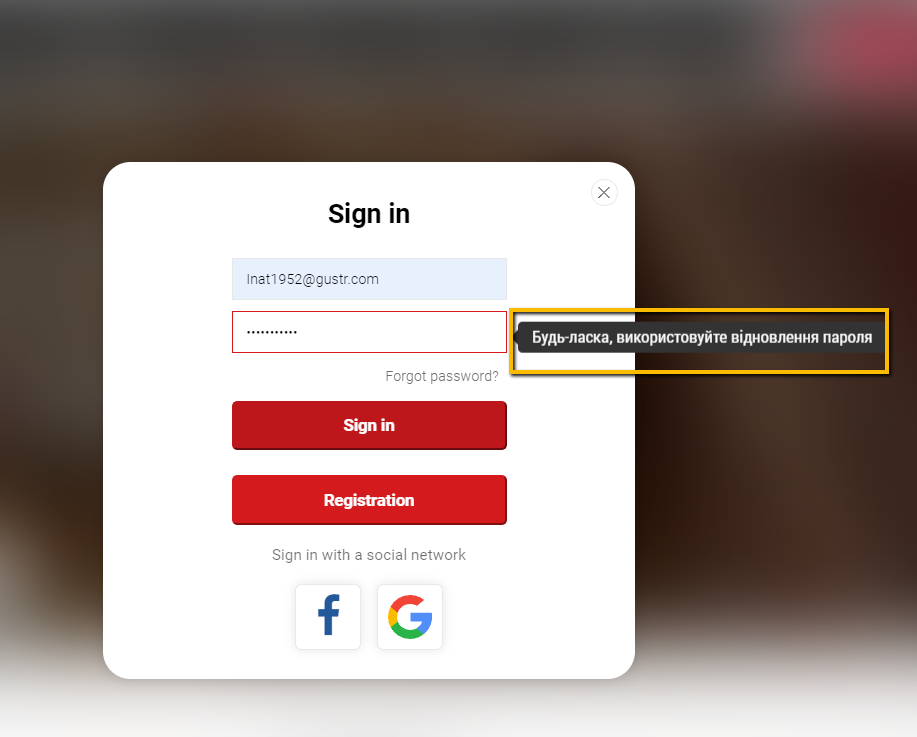 Sign in
Inat1952@gustr.com
•••••••••••
Будь-ласка, використовуйте відновлення пароля
Forgot password?
Sign in
Registration
Sign in with a social network